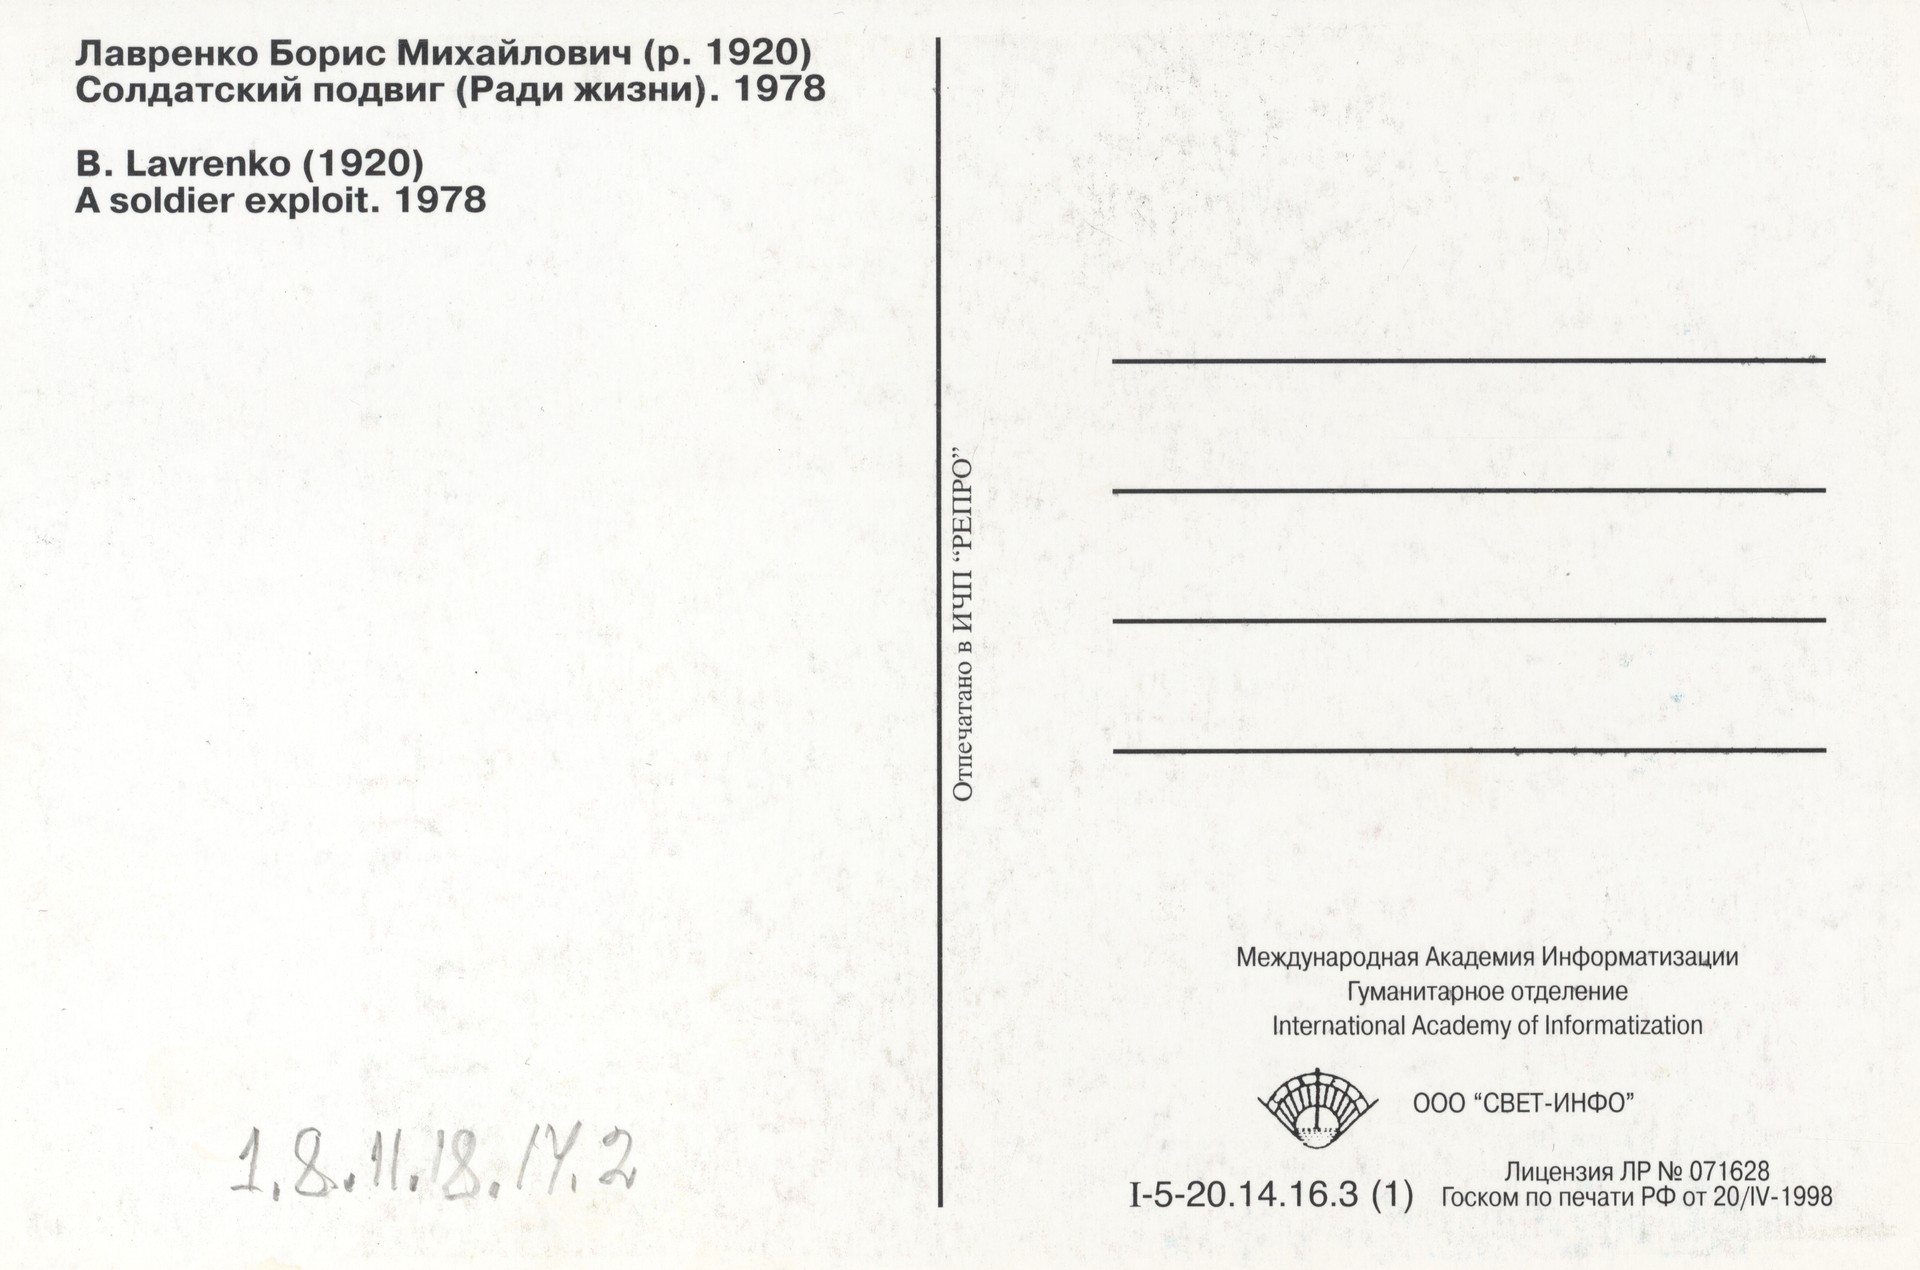 Лавренко Борис Михайлович (р. 1920)
Солдатский подвиг (Ради жизни). 1978
B. Lavrenko (1920)
A soldier exploit. 1978
1.8.11.18.14.2
Отпечатано в ИЧП “РЕПРО”
Международная Академия Информатизации
Гуманитарное отделение
International Academy of Informatization
ООО “СВЕТ-ИНФО”
I-5-20.14.16.3 (1)
Лицензия ЛР № 071628
Госком по печати РФ от 20/IV-1998